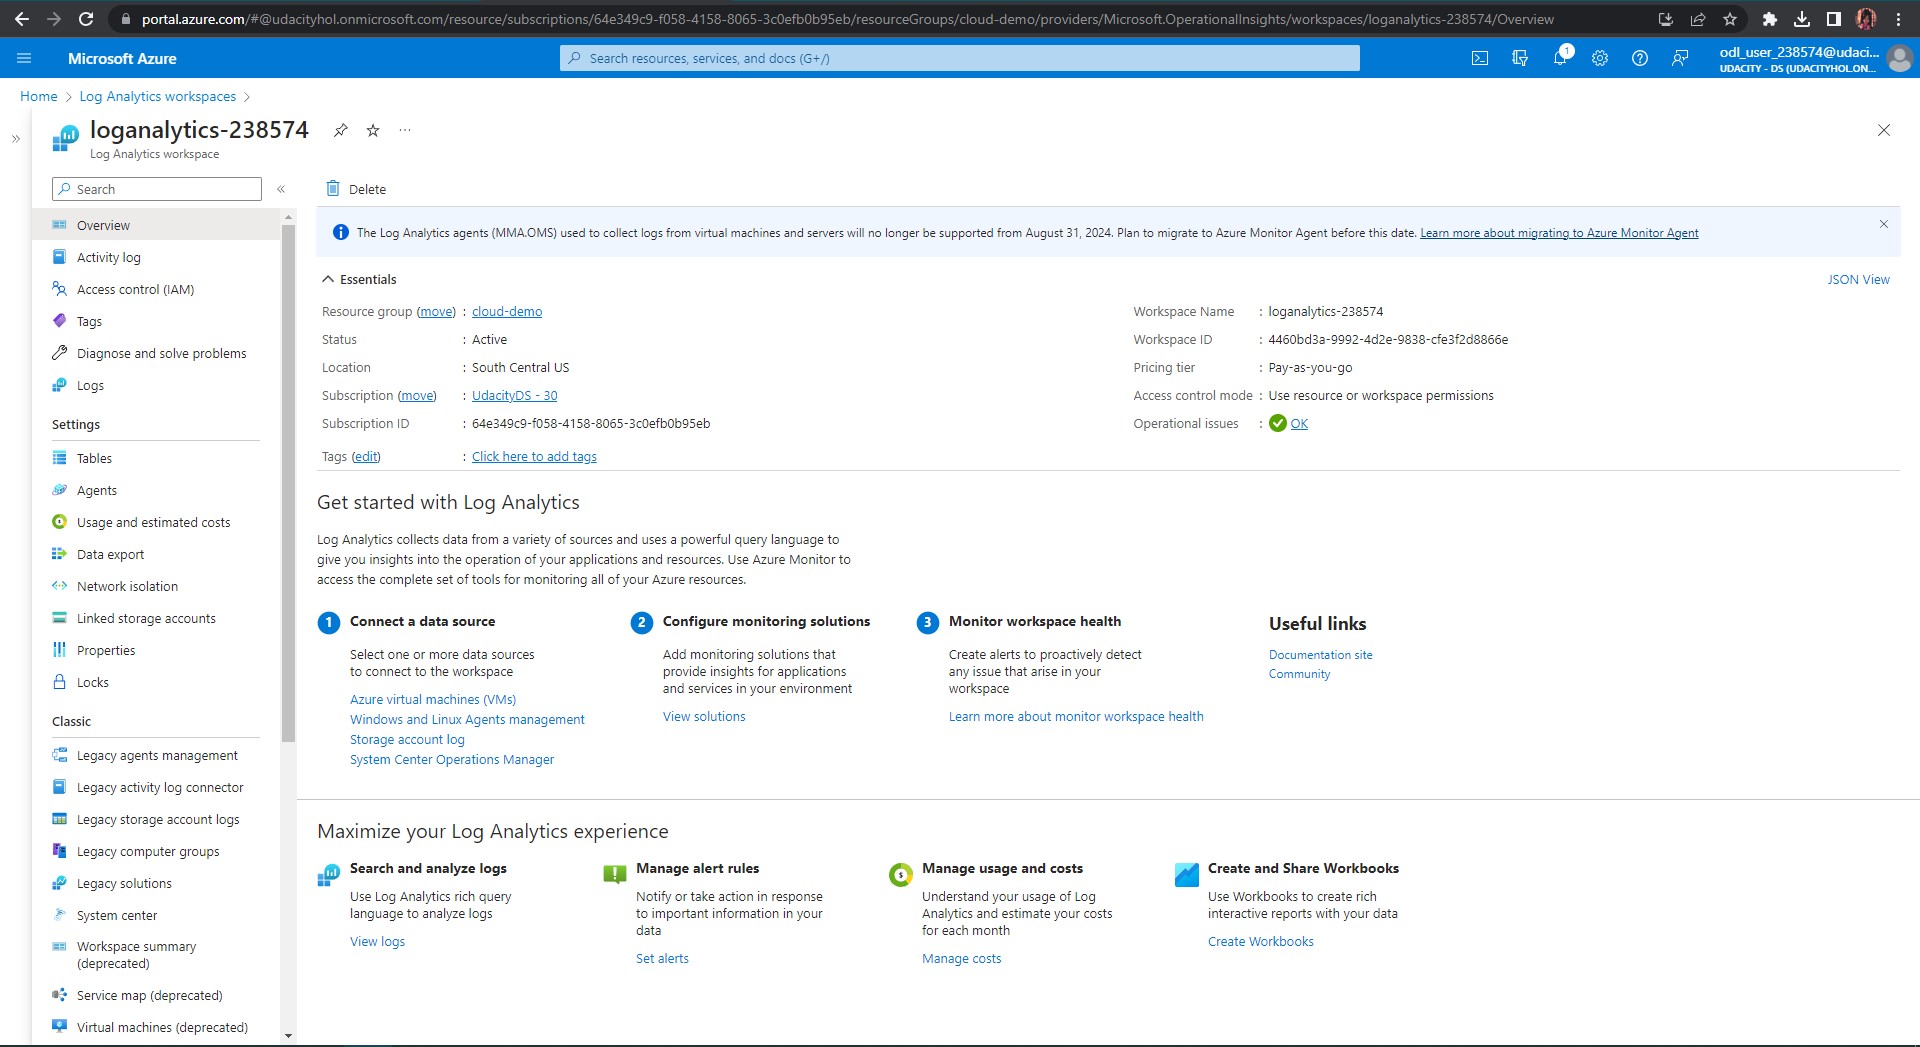 portal.azure.com/#@udacityhol.onmicrosoft.com/resource/subscriptions/64e349c9-f058-4158-8065-3c0efb0b95eb/resourceGroups/cloud-demo/providers/Microsoft.OperationalInsights/workspaces/loganalytics-238574/Overview
Microsoft Azure
Search resources, services, and docs (G+/)
1
odl_user_238574@udaci...
UDACITY - DS (UDACITYHOL.ON...
Home > Log Analytics workspaces >
loganalytics-238574
Log Analytics workspace
Search
Overview
Activity log
Access control (IAM)
Tags
Diagnose and solve problems
Logs
Settings
Tables
Agents
Usage and estimated costs
Data export
Network isolation
Linked storage accounts
Properties
Locks
Classic
Legacy agents management
Legacy activity log connector
Legacy storage account logs
Legacy computer groups
Legacy solutions
System center
Workspace summary
(deprecated)
Service map (deprecated)
Virtual machines (deprecated)
Delete
The Log Analytics agents (MMA.OMS) used to collect logs from virtual machines and servers will no longer be supported from August 31, 2024. Plan to migrate to Azure Monitor Agent before this date. Learn more about migrating to Azure Monitor Agent
Essentials
JSON View
Resource group (move) : cloud-demo
Status : Active
Location : South Central US
Subscription (move) : UdacityDS - 30
Subscription ID : 64e349c9-f058-4158-8065-3c0efb0b95eb
Tags (edit) : Click here to add tags
Workspace Name : loganalytics-238574
Workspace ID : 4460bd3a-9992-4d2e-9838-cfe3f2d8866e
Pricing tier : Pay-as-you-go
Access control mode : Use resource or workspace permissions
Operational issues : OK
Get started with Log Analytics
Log Analytics collects data from a variety of sources and uses a powerful query language to
give you insights into the operation of your applications and resources. Use Azure Monitor to
access the complete set of tools for monitoring all of your Azure resources.
1 Connect a data source
Select one or more data sources
to connect to the workspace
Azure virtual machines (VMs)
Windows and Linux Agents management
Storage account log
System Center Operations Manager
2 Configure monitoring solutions
Add monitoring solutions that
provide insights for applications
and services in your environment
View solutions
3 Monitor workspace health
Create alerts to proactively detect
any issue that arise in your
workspace
Learn more about monitor workspace health
Useful links
Documentation site
Community
Maximize your Log Analytics experience
Search and analyze logs
Use Log Analytics rich query
language to analyze logs
View logs
Manage alert rules
Notify or take action in response
to important information in your
data
Set alerts
Manage usage and costs
Understand your usage of Log
Analytics and estimate your costs
for each month
Manage costs
Create and Share Workbooks
Use Workbooks to create rich
interactive reports with your data
Create Workbooks